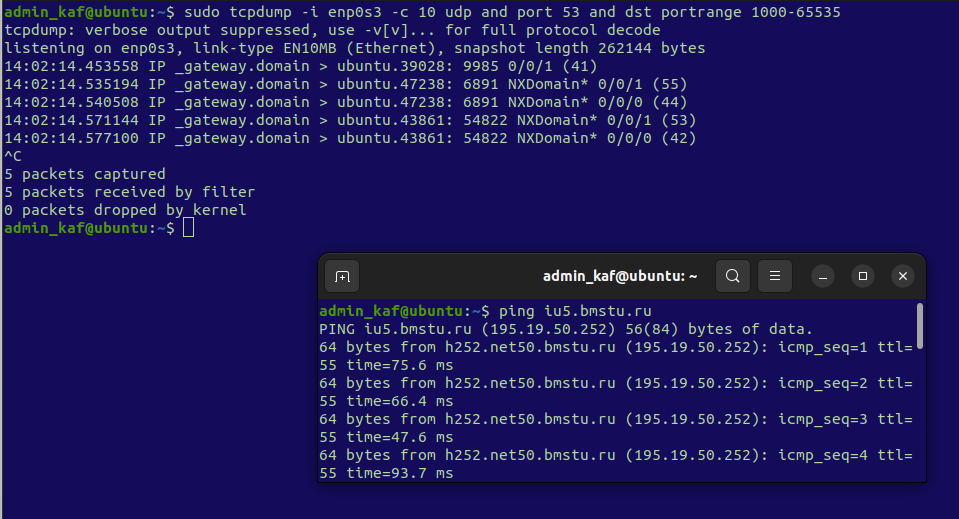 admin_kaf@ubuntu:~$ sudo tcpdump -i enp0s3 -c 10 udp and port 53 and dst portrange 1000-65535
tcpdump: verbose output suppressed, use -v[v]... for full protocol decode
listening on enp0s3, link-type EN10MB (Ethernet), snapshot length 262144 bytes
14:02:14.453558 IP _gateway.domain > ubuntu.39028: 9985 0/0/1 (41)
14:02:14.535194 IP _gateway.domain > ubuntu.47238: 6891 NXDomain* 0/0/1 (55)
14:02:14.540508 IP _gateway.domain > ubuntu.47238: 6891 NXDomain* 0/0/0 (44)
14:02:14.571144 IP _gateway.domain > ubuntu.43861: 54822 NXDomain* 0/0/1 (53)
14:02:14.577100 IP _gateway.domain > ubuntu.43861: 54822 NXDomain* 0/0/0 (42)
^C
5 packets captured
5 packets received by filter
0 packets dropped by kernel
admin_kaf@ubuntu:~$
admin_kaf@ubuntu: ~
admin_kaf@ubuntu:~$ ping iu5.bmstu.ru
PING iu5.bmstu.ru (195.19.50.252) 56(84) bytes of data.
64 bytes from h252.net50.bmstu.ru (195.19.50.252): icmp_seq=1 ttl=
55 time=75.6 ms
64 bytes from h252.net50.bmstu.ru (195.19.50.252): icmp_seq=2 ttl=
55 time=66.4 ms
64 bytes from h252.net50.bmstu.ru (195.19.50.252): icmp_seq=3 ttl=
55 time=47.6 ms
64 bytes from h252.net50.bmstu.ru (195.19.50.252): icmp_seq=4 ttl=
55 time=93.7 ms